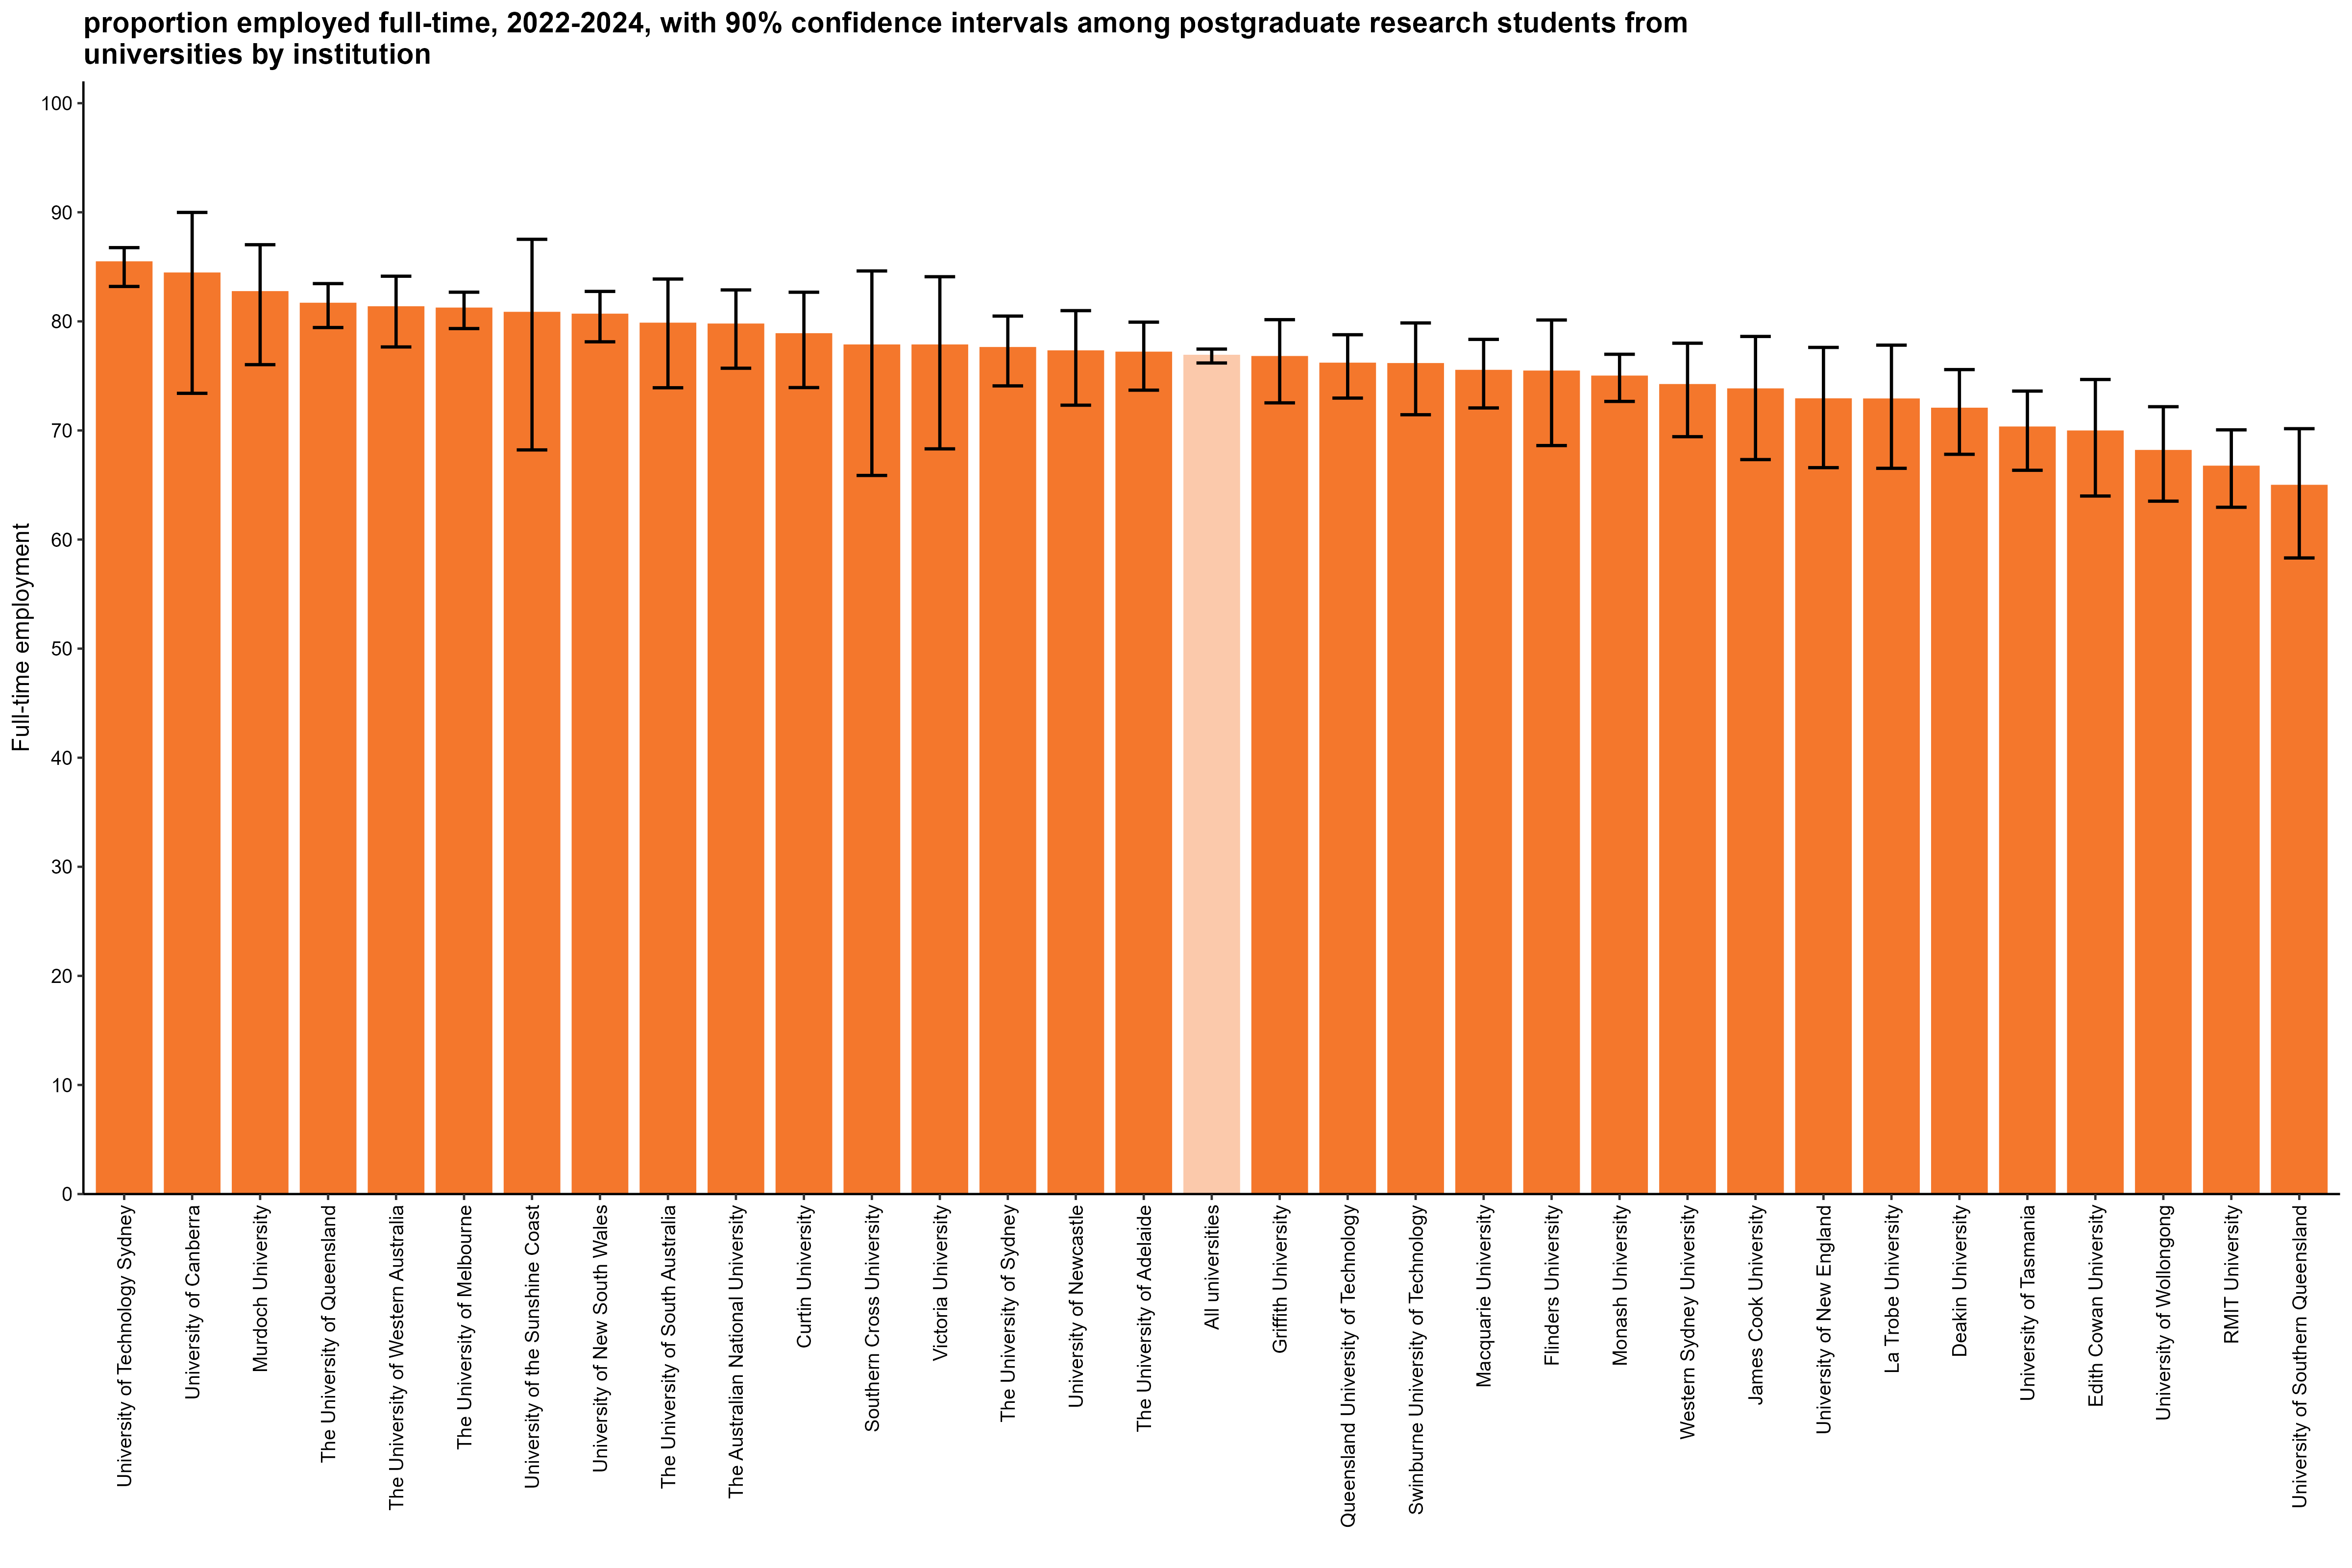 proportion employed full-time, 2022-2024, with 90% confidence intervals among postgraduate research students from
universities by institution
Full-time employment
100
90
80
70
60
50
40
30
20
10
0
University of Technology Sydney
University of Canberra
Murdoch University
The University of Queensland
The University of Western Australia
The University of Melbourne
University of the Sunshine Coast
University of New South Wales
The University of South Australia
The Australian National University
Curtin University
Southern Cross University
Victoria University
The University of Sydney
University of Newcastle
The University of Adelaide
All universities
Griffith University
Queensland University of Technology
Swinburne University of Technology
Macquarie University
Flinders University
Monash University
Western Sydney University
James Cook University
University of New England
La Trobe University
Deakin University
University of Tasmania
Edith Cowan University
University of Wollongong
RMIT University
University of Southern Queensland